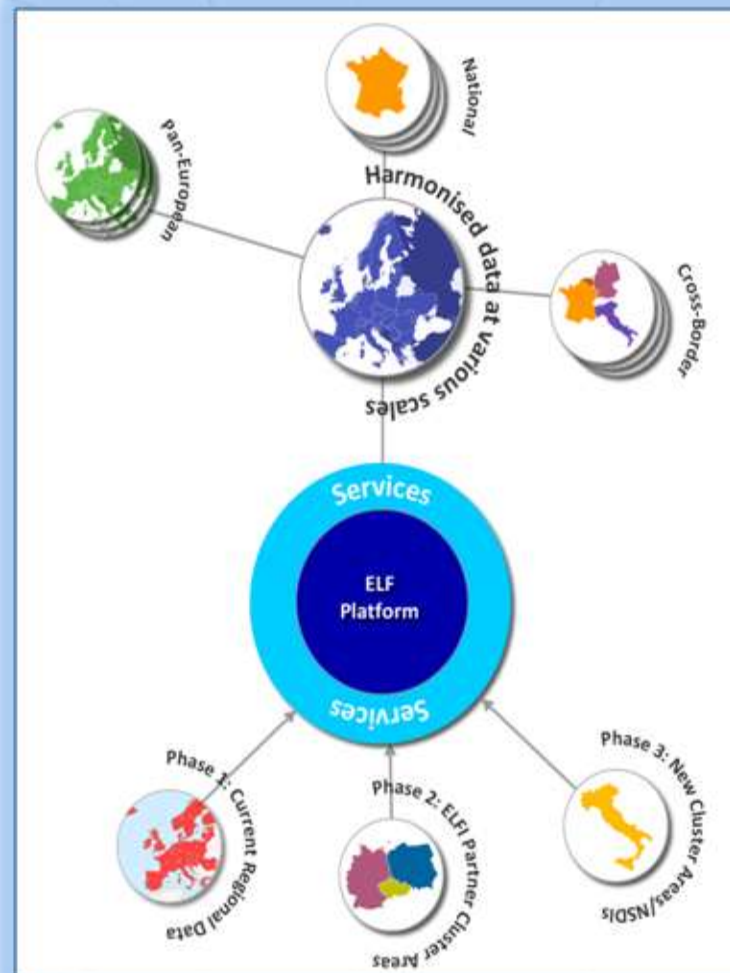 National
Pan-European
Harmonised data at various scales
Cross-Border
Services
ELF
Platform
Services
Phase 1: Current Regional Data
Phase 2: ELFI Partner Cluster Areas
Phase 3: New Cluster Areas/NSDIs